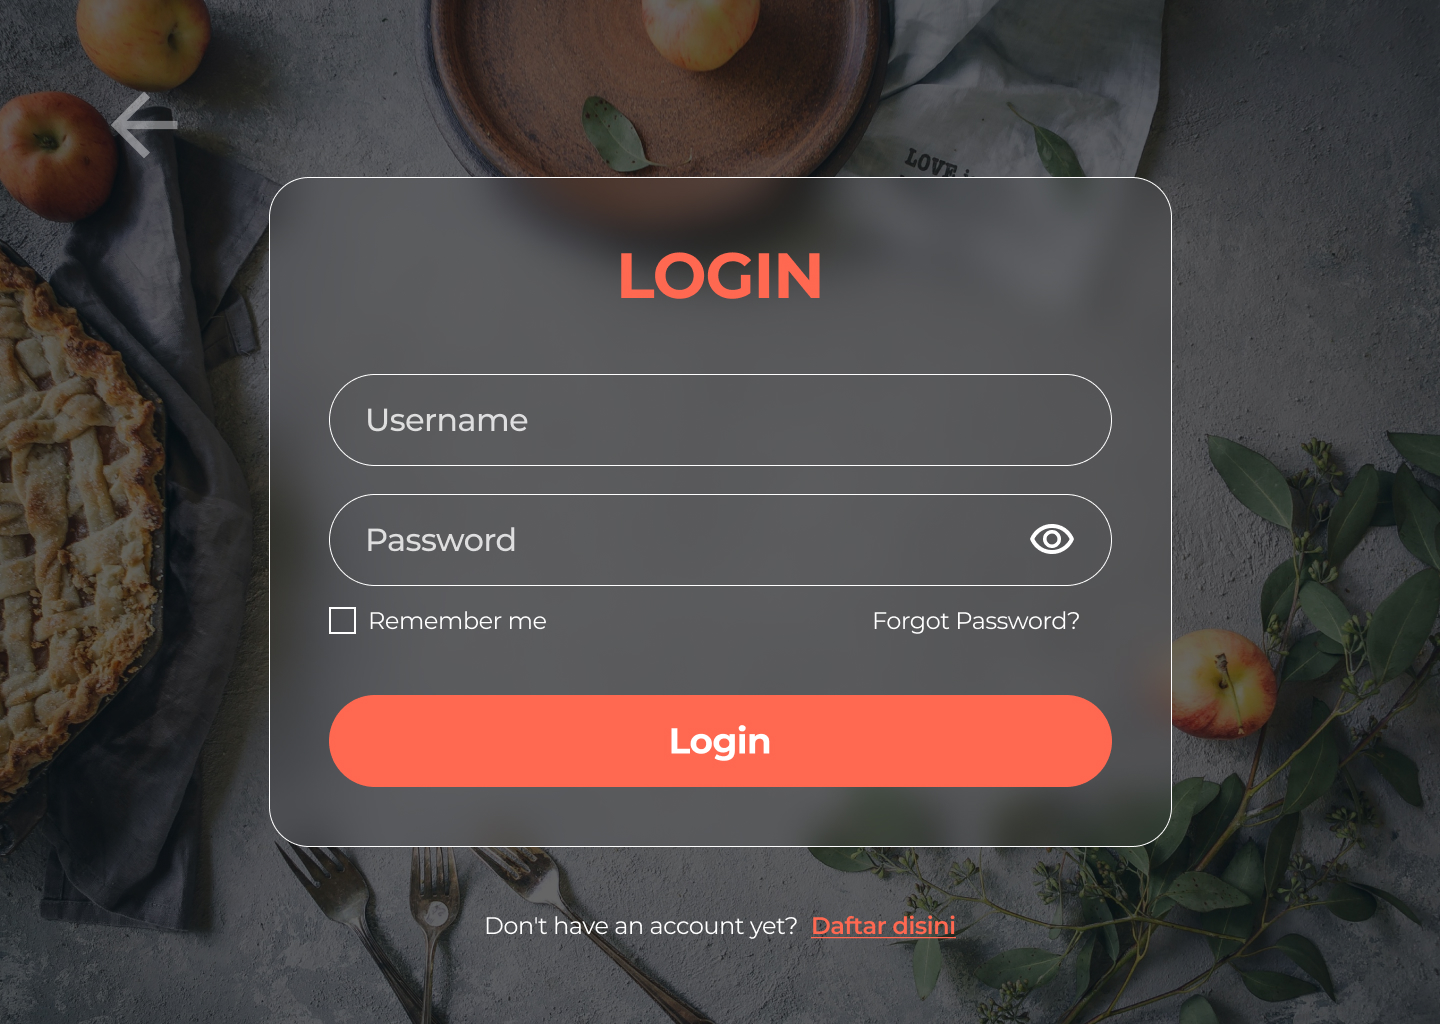 LOVE
LOGIN
Username
Password
Remember me
Forgot Password?
Login
Don't have an account yet? Daftar disini